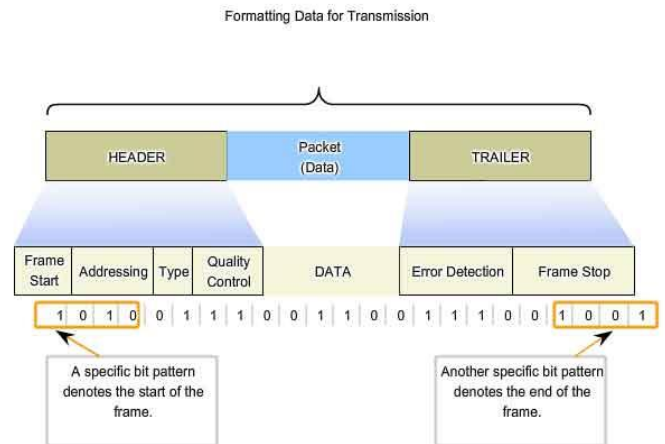 Formatting Data for Transmission
HEADER
Packet
(Data)
TRAILER
Frame
Start
Addressing
Type
Quality
Control
DATA
Error Detection
Frame Stop
1 0 1 0 0 1 1 1 0 0 1 1 0 0 1 1 1 0 0 1 0 0 1
A specific bit pattern
denotes the start of the
frame.
Another specific bit pattern
denotes the end of the
frame.